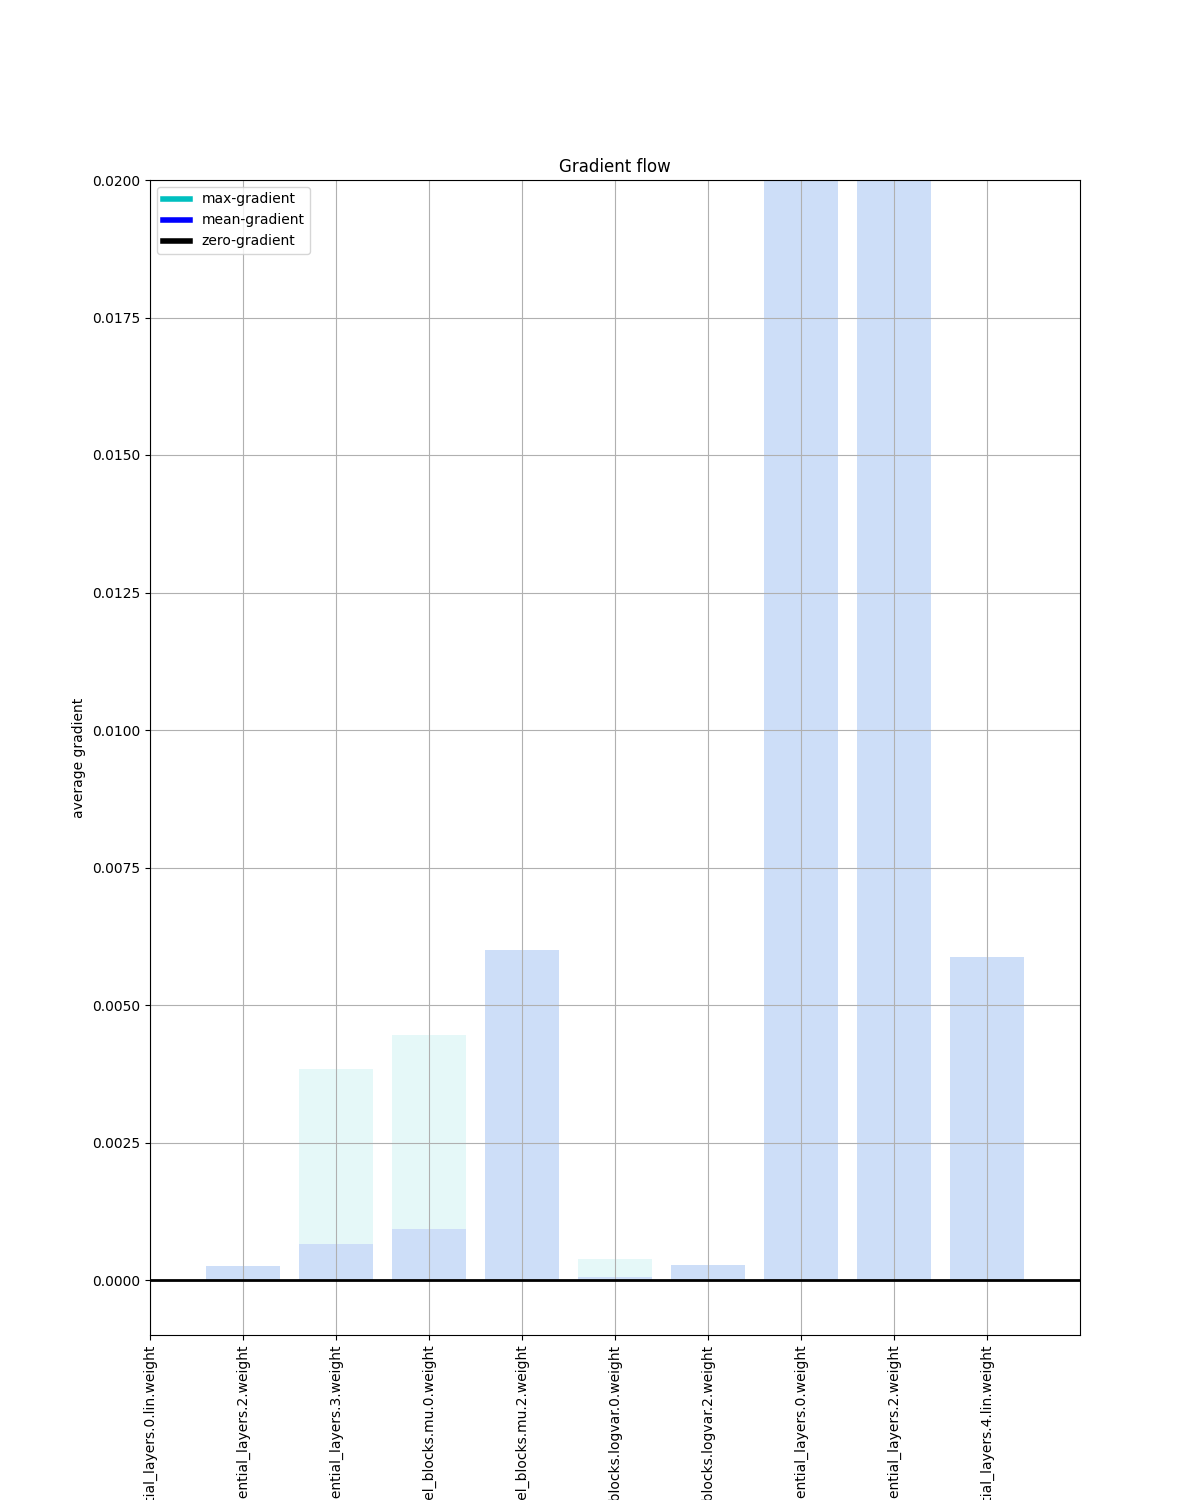 Gradient flow
max-gradient
mean-gradient
zero-gradient
0.0200
0.0175
0.0150
0.0125
0.0100
0.0075
0.0050
0.0025
0.0000
average gradient
tial_layers.0.lin.weight
ential_layers.2.weight
ential_layers.3.weight
el_blocks.mu.0.weight
el_blocks.mu.2.weight
blocks.logvar.0.weight
blocks.logvar.2.weight
ential_layers.0.weight
ential_layers.2.weight
tial_layers.4.lin.weight